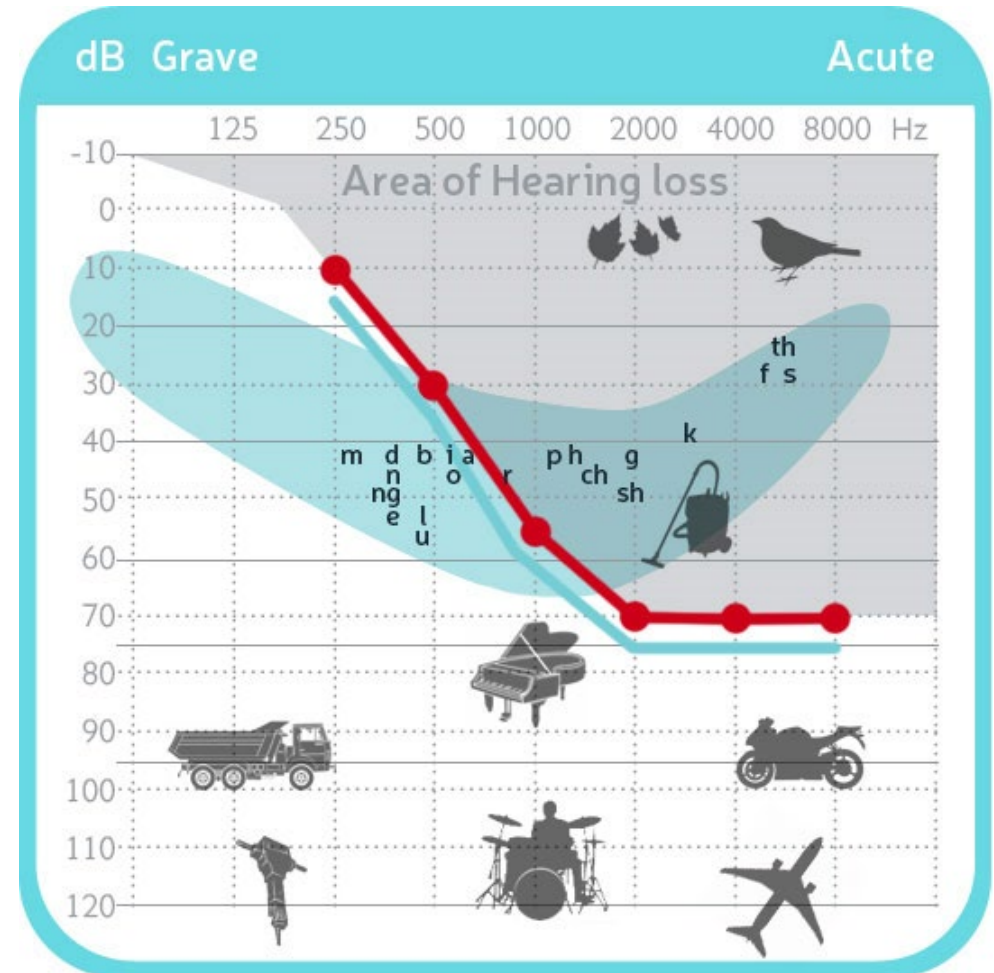 dB Grave Acute
125 250 500 1000 2000 4000 8000 Hz
-10
Area of Hearing loss
0
10
20
th
30
f s
k
40
m d b i a p h g
n o r ch
50
ng sh
e l
u
60
70
80
90
100
110
120